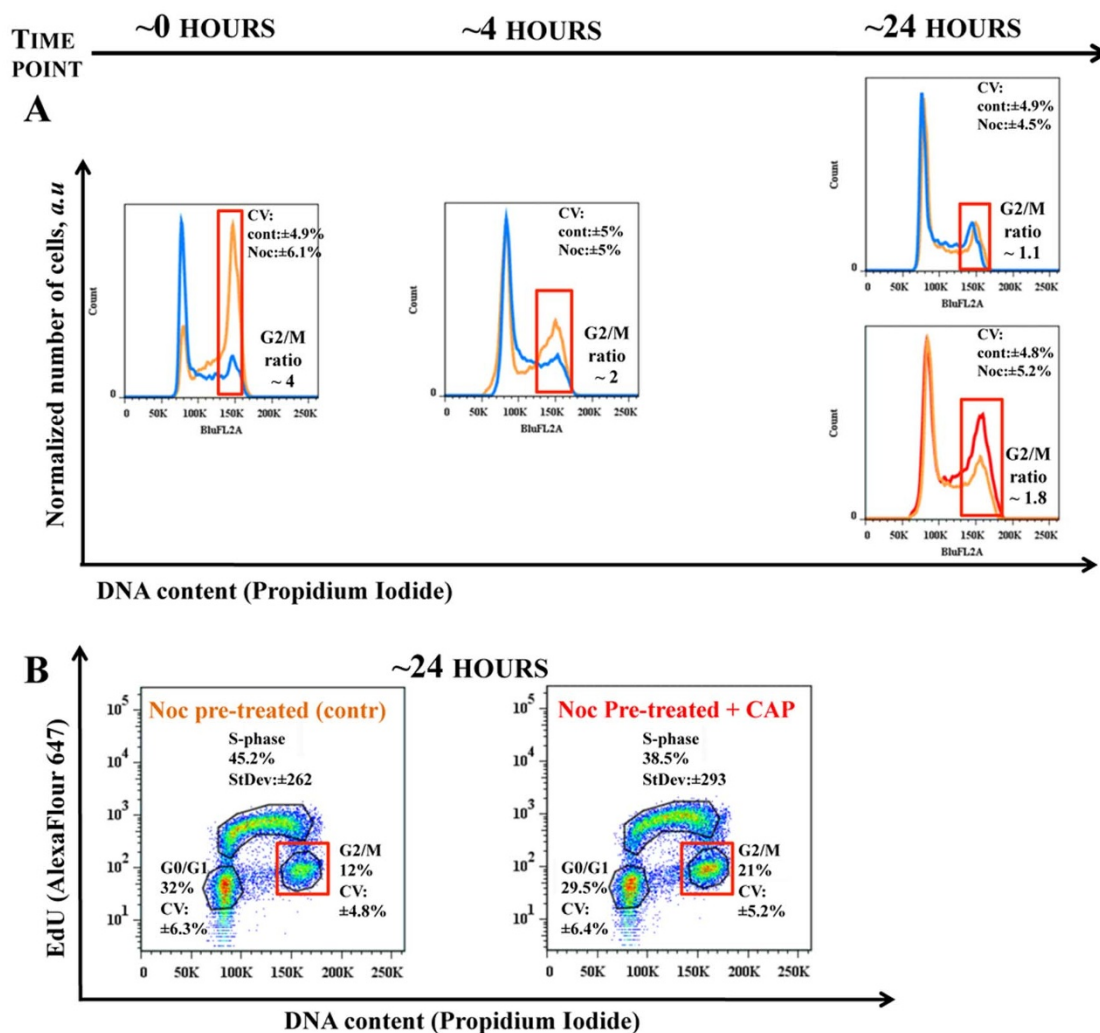 ~0 HOURS
~4 HOURS
~24 HOURS
TIME
POINT
A
Normalized number of cells, a.u
CV:
cont:±4.9%
Noc:±6.1%
G2/M
ratio
~ 4
Count
0
0 50K 100K 150K 200K 250K
BluFL2A
CV:
cont:±5%
Noc:±5%
G2/M
ratio
~ 2
Count
0
0 50K 100K 150K 200K 250K
BluFL2A
CV:
cont:±4.9%
Noc:±4.5%
G2/M
ratio
~ 1.1
Count
0
0 50K 100K 150K 200K 250K
BluFL2A
CV:
cont:±4.8%
Noc:±5.2%
G2/M
ratio
~ 1.8
Count
0
0 50K 100K 150K 200K 250K
BluFL2A
DNA content (Propidium Iodide)
B
~24 HOURS
EdU (AlexaFlour 647)
Noc pre-treated (contr)
S-phase
45.2%
StDev:±262
G0/G1
32%
CV:
±6.3%
G2/M
12%
CV:
±4.8%
10^5
10^4
10^3
10^2
10^1
0 50K 100K 150K 200K 250K
Noc Pre-treated + CAP
S-phase
38.5%
StDev:±293
G0/G1
29.5%
CV:
±6.4%
G2/M
21%
CV:
±5.2%
10^5
10^4
10^3
10^2
10^1
0 50K 100K 150K 200K 250K
DNA content (Propidium Iodide)